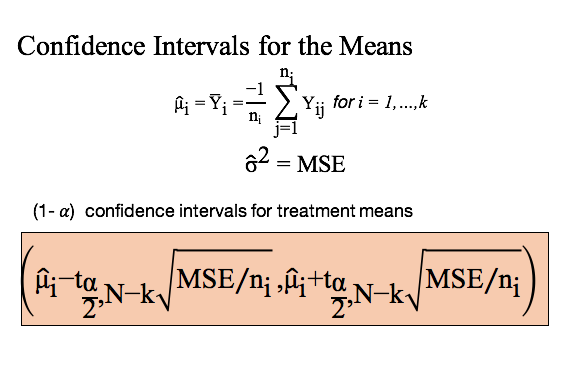 Confidence Intervals for the Means
μ̂ᵢ = Ȳᵢ = −1/nᵢ ∑_{j=1}^{nᵢ} Yᵢⱼ for i = 1,...,k
σ̂² = MSE
(1- α) confidence intervals for treatment means
(μ̂ᵢ−t_{α/2,N−k}√(MSE/nᵢ) ,μ̂ᵢ+t_{α/2,N−k}√(MSE/nᵢ))